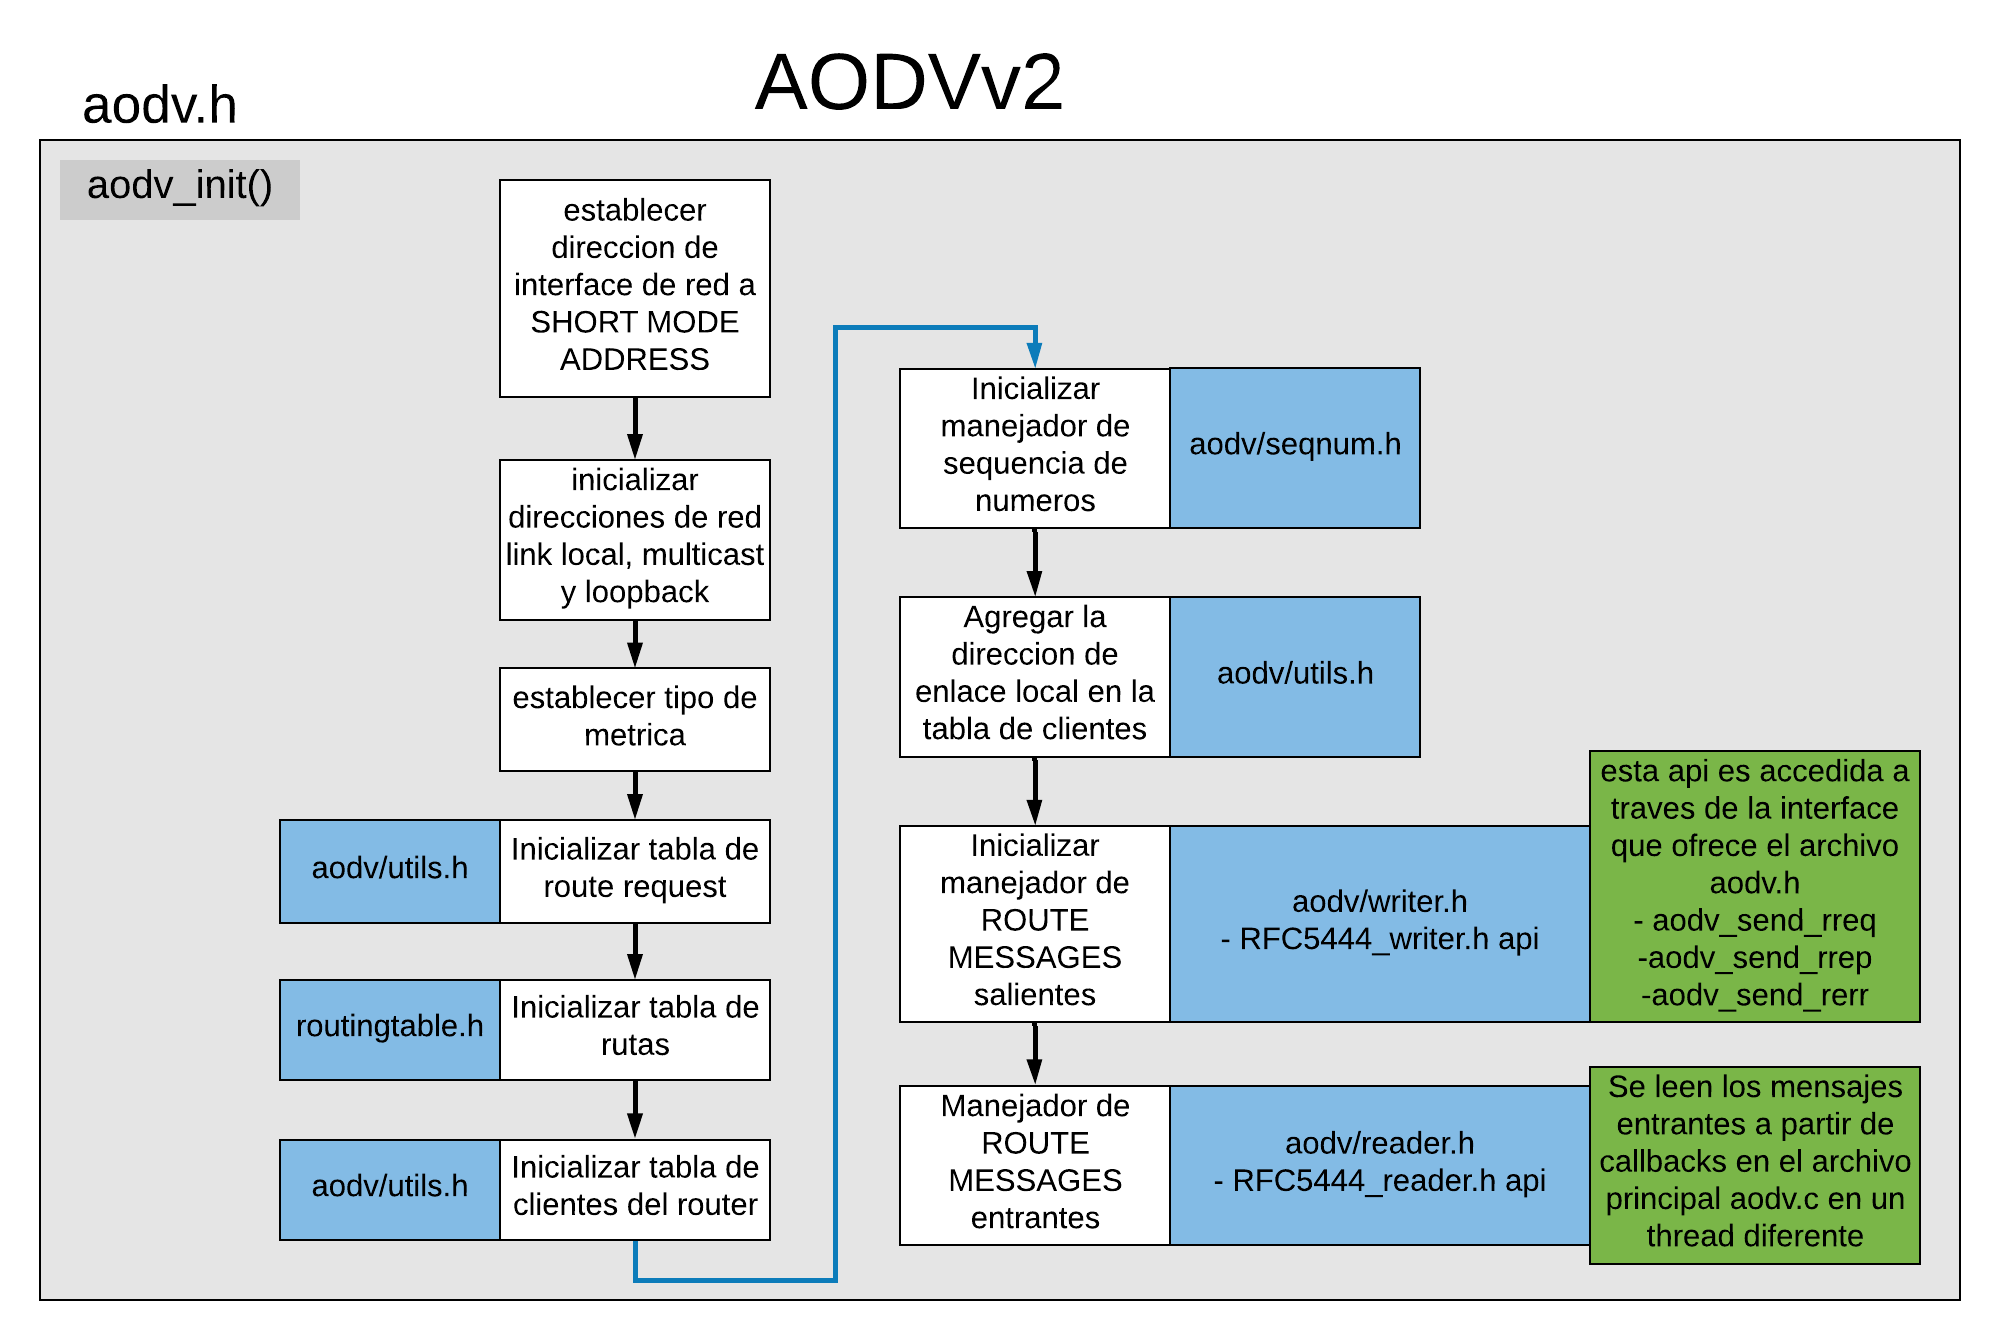 AODVv2
aodv.h
aodv_init()
establecer
direccion de
interface de red a
SHORT MODE
ADDRESS
inicializar
direcciones de red
link local, multicast
y loopback
establecer tipo de
metrica
aodv/utils.h
Inicializar tabla de
route request
routingtable.h
Inicializar tabla de
rutas
aodv/utils.h
Inicializar tabla de
clientes del router
Inicializar
manejador de
sequencia de
numeros
aodv/seqnum.h
Agregar la
direccion de
enlace local en la
tabla de clientes
aodv/utils.h
Inicializar
manejador de
ROUTE
MESSAGES
salientes
aodv/writer.h
- RFC5444_writer.h api
esta api es accedida a
traves de la interface
que ofrece el archivo
aodv.h
- aodv_send_rreq
-aodv_send_rrep
-aodv_send_rerr
Manejador de
ROUTE
MESSAGES
entrantes
aodv/reader.h
- RFC5444_reader.h api
Se leen los mensajes
entrantes a partir de
callbacks en el archivo
principal aodv.c en un
thread diferente